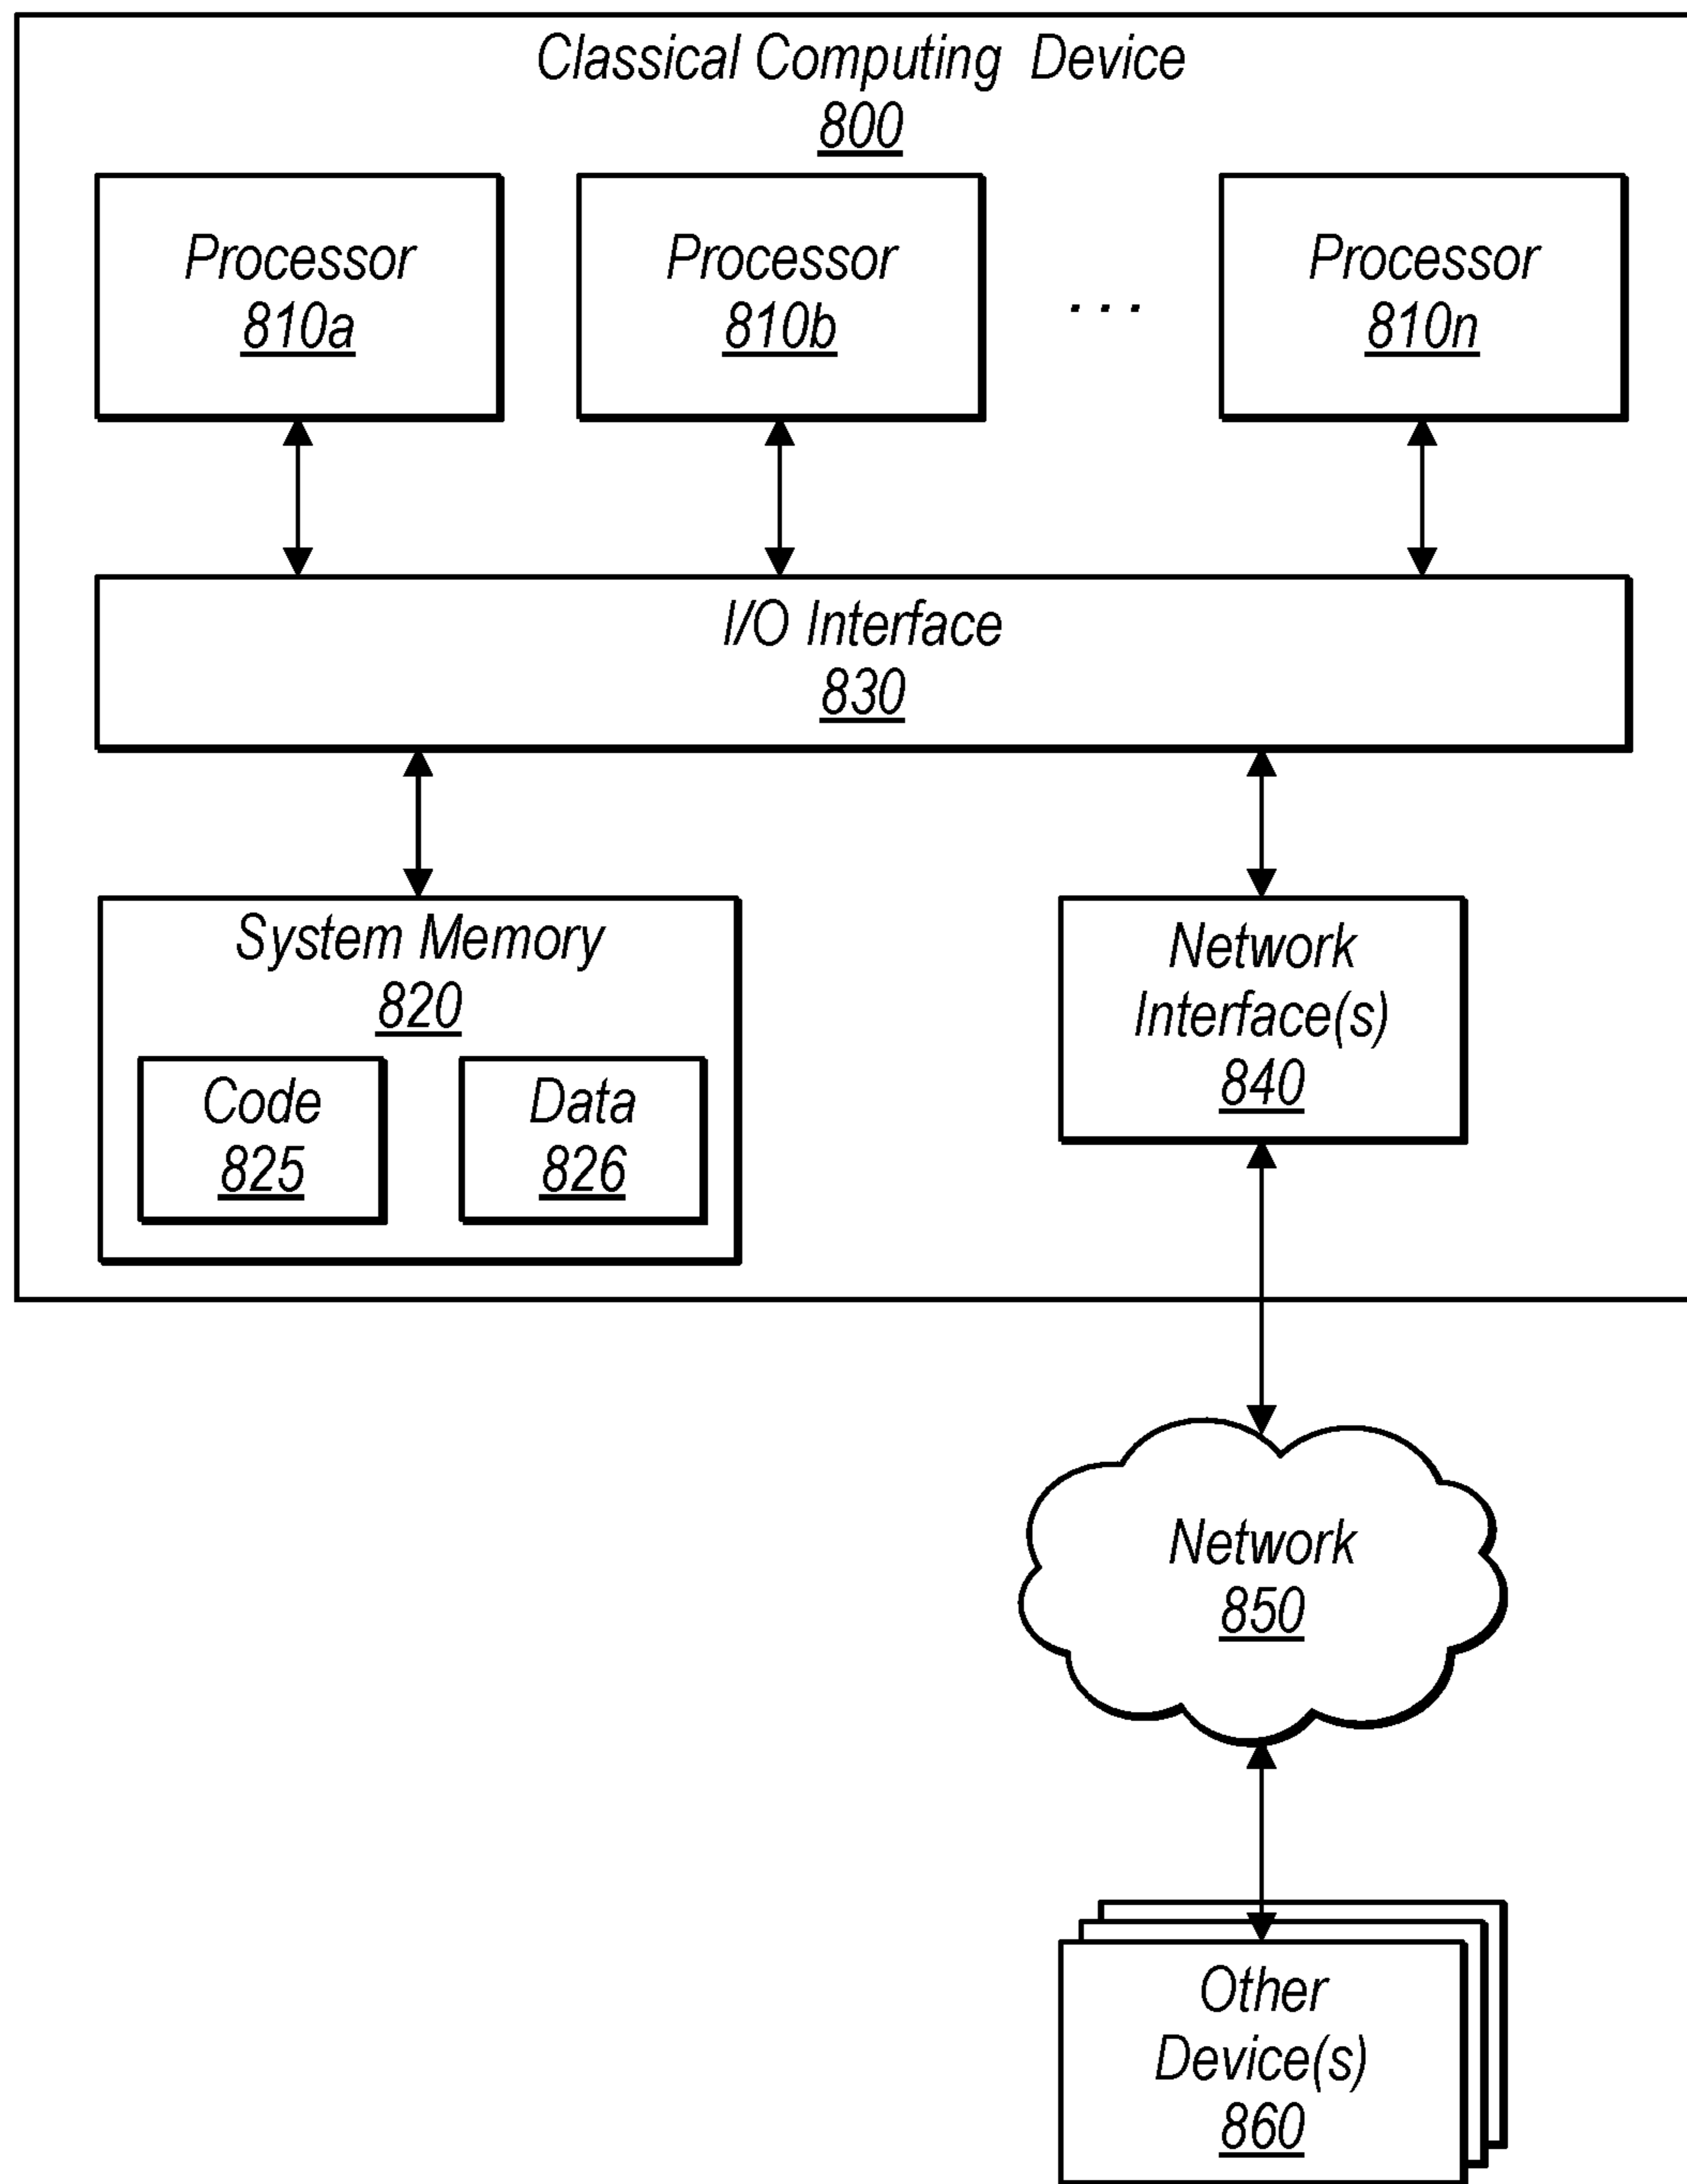 Classical Computing Device
800
Processor
810a
Processor
810b
. . .
Processor
810n
I/O Interface
830
System Memory
820
Code
825
Data
826
Network
Interface(s)
840
Network
850
Other
Device(s)
860